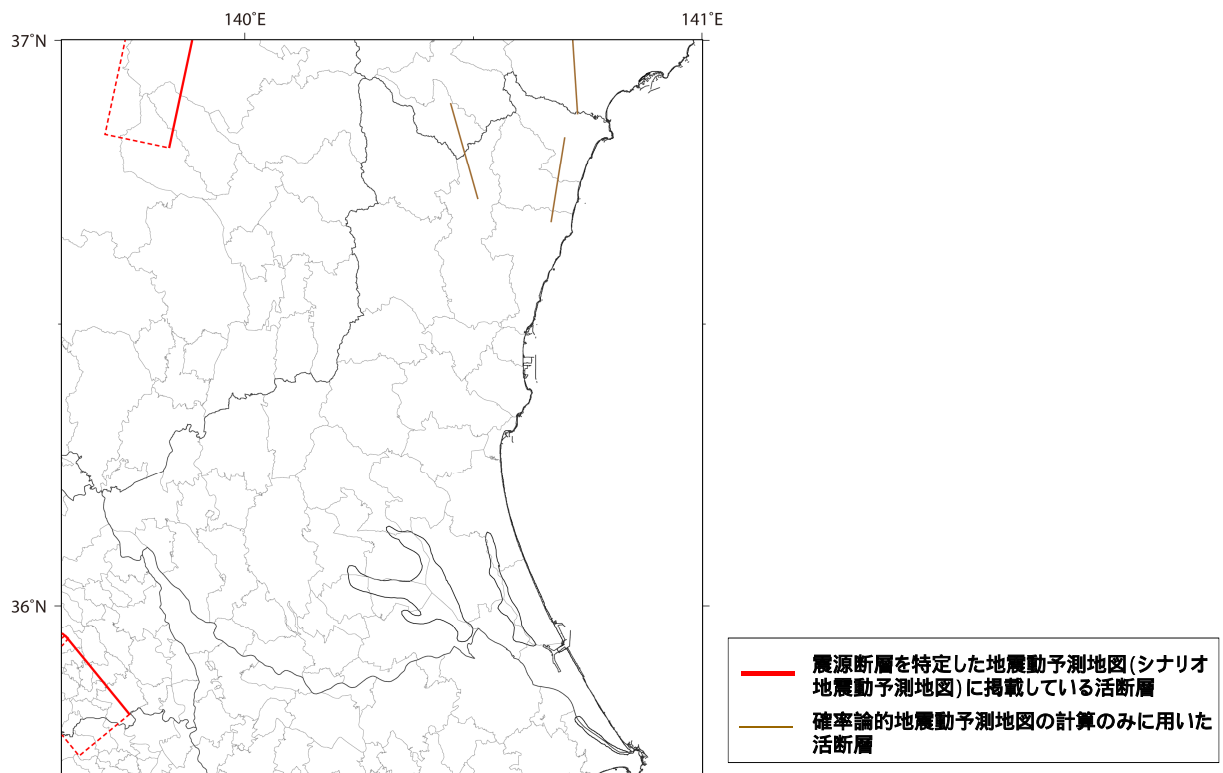 140°E
141°E
37°N
36°N
震源断層を特定した地震動予測地図(シナリオ
地震動予測地図)に掲載している活断層
確率論的地震動予測地図の計算のみに用いた
活断層